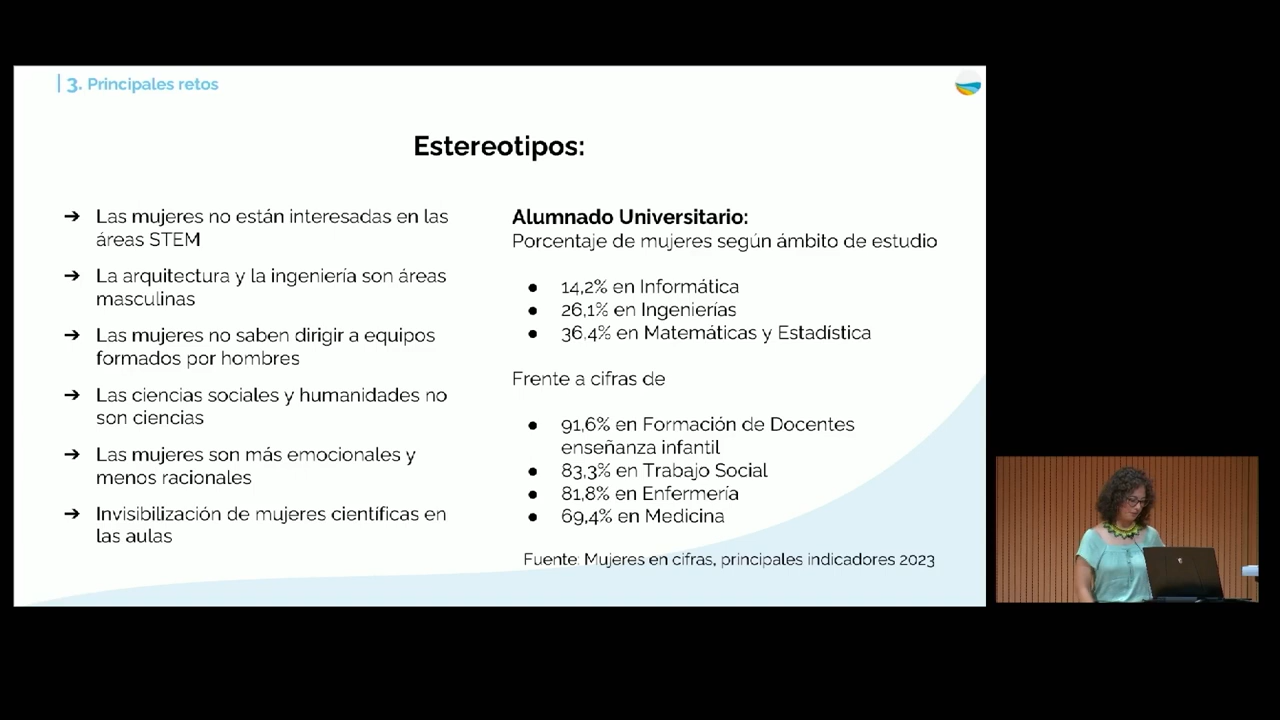 | 3. Principales retos
Estereotipos:
➔ Las mujeres no están interesadas en las
áreas STEM
➔ La arquitectura y la ingeniería son áreas
masculinas
➔ Las mujeres no saben dirigir a equipos
formados por hombres
➔ Las ciencias sociales y humanidades no
son ciencias
➔ Las mujeres son más emocionales y
menos racionales
➔ Invisibilización de mujeres científicas en
las aulas
Alumnado Universitario:
Porcentaje de mujeres según ámbito de estudio
● 14,2% en Informática
● 26,1% en Ingenierías
● 36,4% en Matemáticas y Estadística
Frente a cifras de
● 91,6% en Formación de Docentes
enseñanza infantil
● 83,3% en Trabajo Social
● 81,8% en Enfermería
● 69,4% en Medicina
Fuente: Mujeres en cifras, principales indicadores 2023